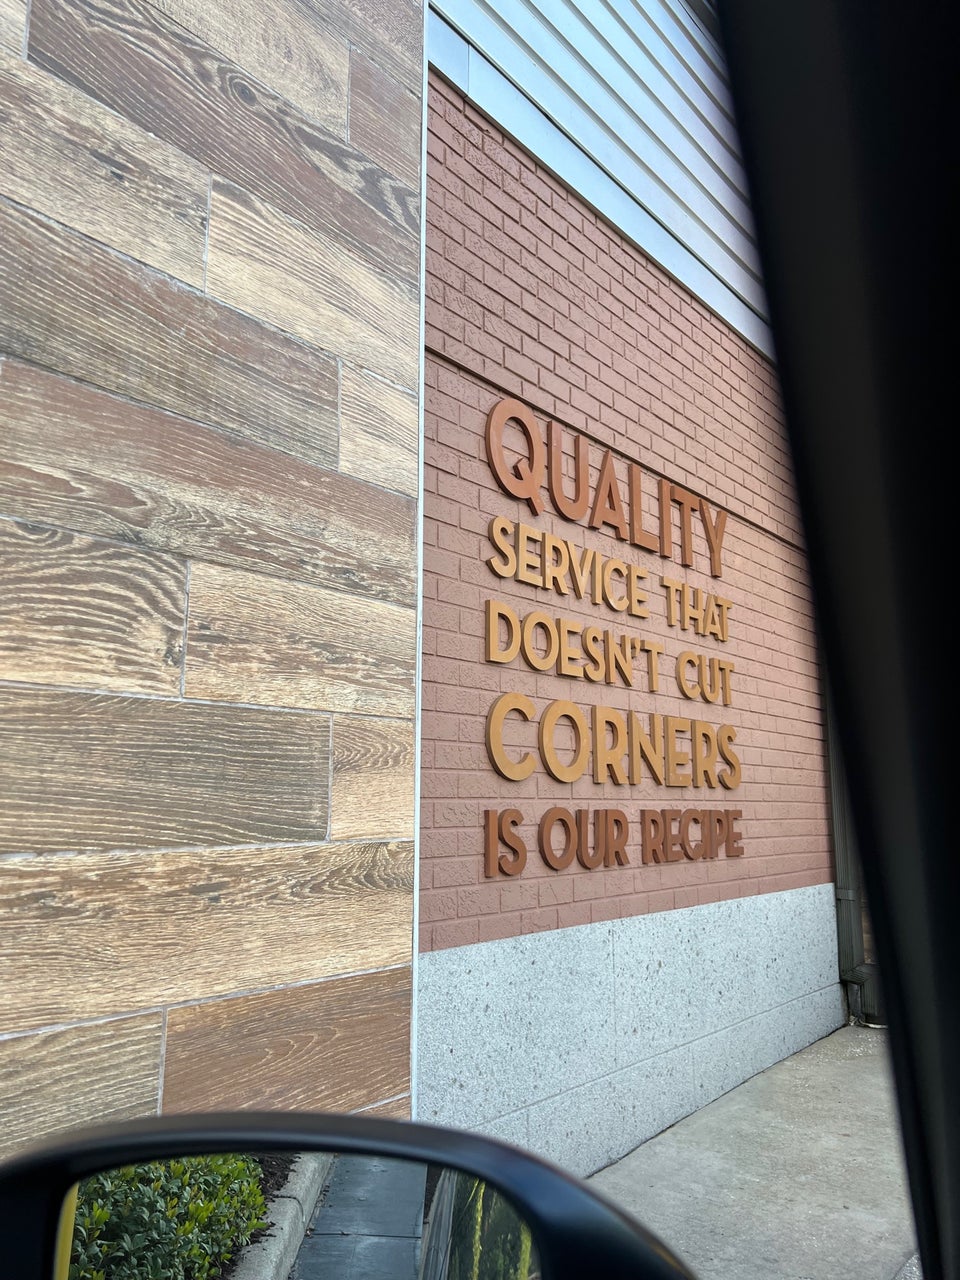 QUALITY
SERVICE THAT
DOESN'T CUT
CORNERS
IS OUR RECIPE